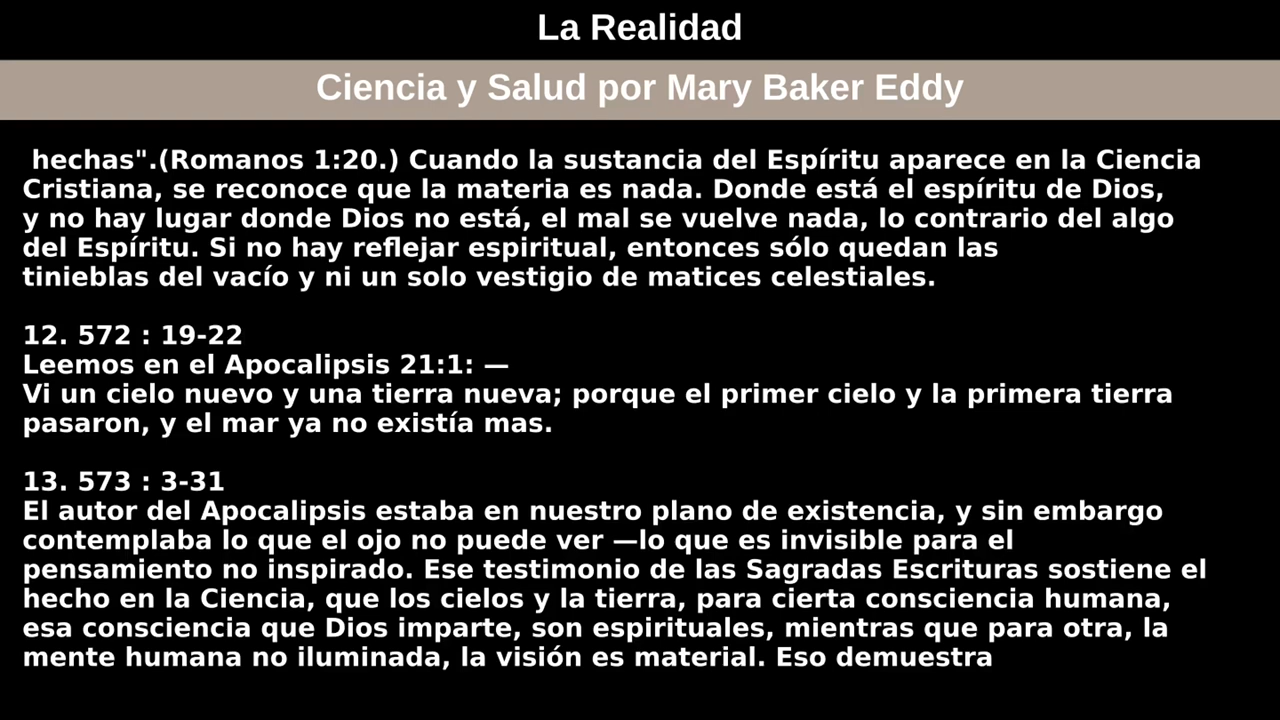 La Realidad
Ciencia y Salud por Mary Baker Eddy
hechas".(Romanos 1:20.) Cuando la sustancia del Espíritu aparece en la Ciencia
Cristiana, se reconoce que la materia es nada. Donde está el espíritu de Dios,
y no hay lugar donde Dios no está, el mal se vuelve nada, lo contrario del algo
del Espíritu. Si no hay reflejar espiritual, entonces sólo quedan las
tinieblas del vacío y ni un solo vestigio de matices celestiales.
12. 572 : 19-22
Leemos en el Apocalipsis 21:1: —
Vi un cielo nuevo y una tierra nueva; porque el primer cielo y la primera tierra
pasaron, y el mar ya no existía mas.
13. 573 : 3-31
El autor del Apocalipsis estaba en nuestro plano de existencia, y sin embargo
contemplaba lo que el ojo no puede ver —lo que es invisible para el
pensamiento no inspirado. Ese testimonio de las Sagradas Escrituras sostiene el
hecho en la Ciencia, que los cielos y la tierra, para cierta consciencia humana,
esa consciencia que Dios imparte, son espirituales, mientras que para otra, la
mente humana no iluminada, la visión es material. Eso demuestra